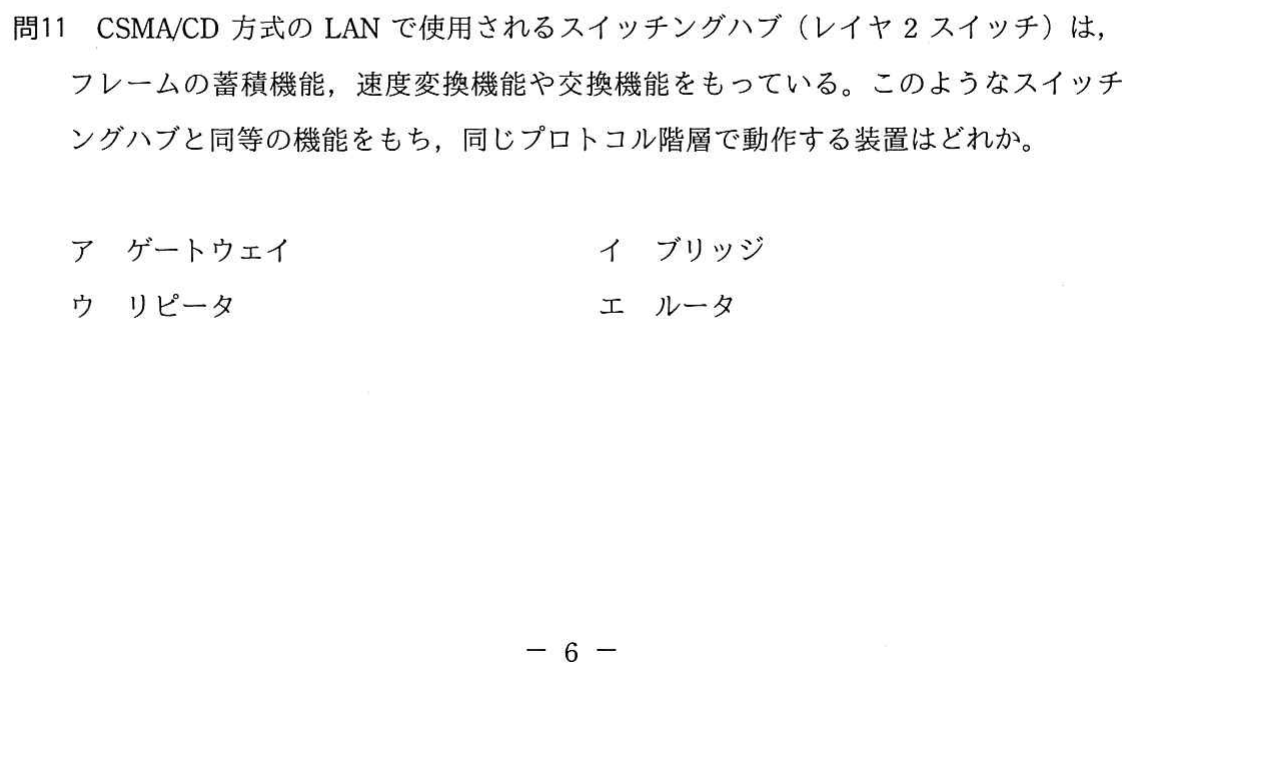 問11 CSMA/CD 方式の LAN で使用されるスイッチングハブ（レイヤ 2 スイッチ）は，
フレームの蓄積機能，速度変換機能や交換機能をもっている。このようなスイッチ
ングハブと同等の機能をもち，同じプロトコル階層で動作する装置はどれか。
ア ゲートウェイ イ ブリッジ
ウ リピータ エ ルータ
－ 6 －